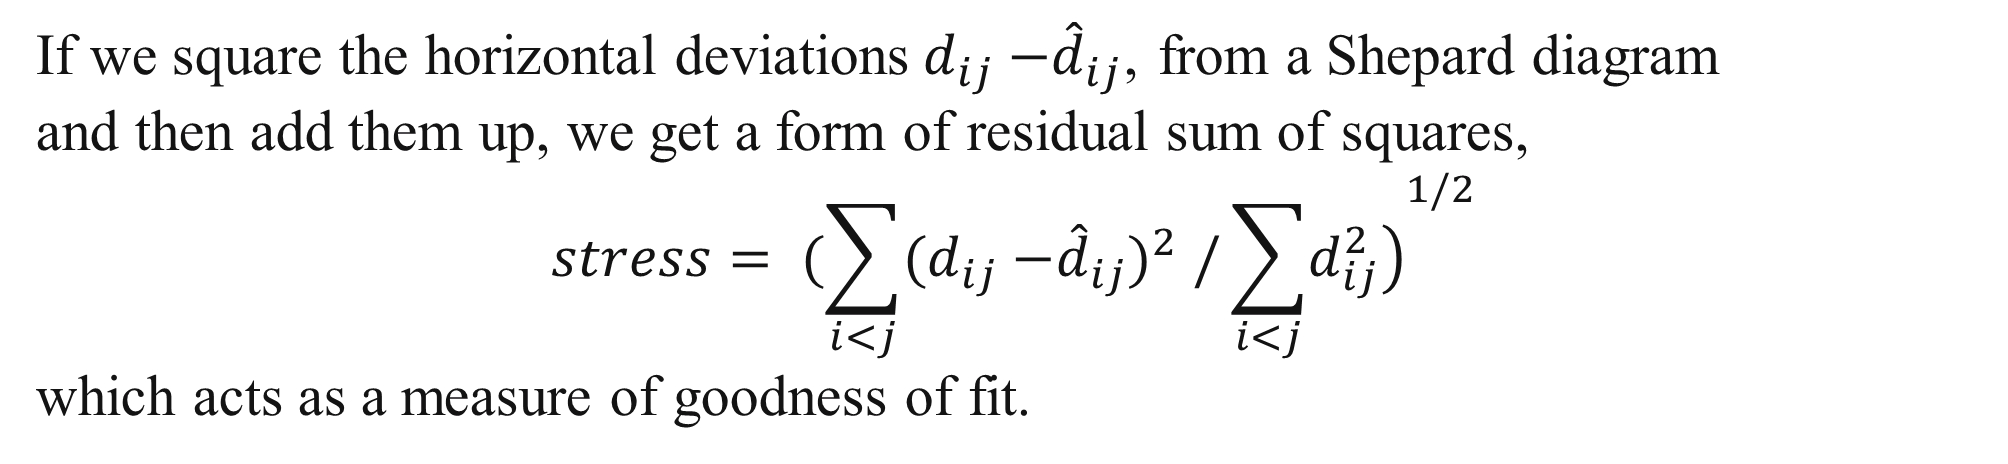 If we square the horizontal deviations d_{ij} −d̂_{ij}, from a Shepard diagram
and then add them up, we get a form of residual sum of squares,
stress = (∑_{i<j}(d_{ij} −d̂_{ij})² / ∑_{i<j} d²_{ij})^{1/2}
which acts as a measure of goodness of fit.